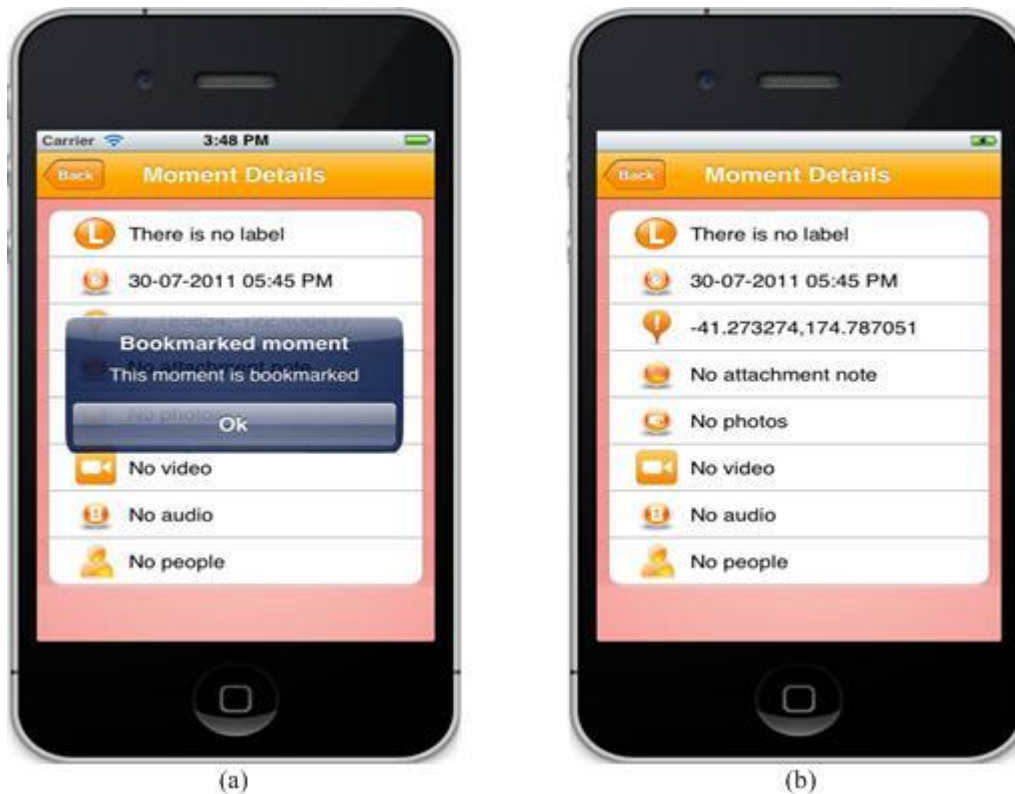 Carrier 3:48 PM
Back Moment Details
L There is no label
30-07-2011 05:45 PM
Bookmarked moment
This moment is bookmarked
No photos
Ok
No video
No audio
No people
(a)
Back Moment Details
L There is no label
30-07-2011 05:45 PM
-41.273274,174.787051
No attachment note
No photos
No video
No audio
No people
(b)